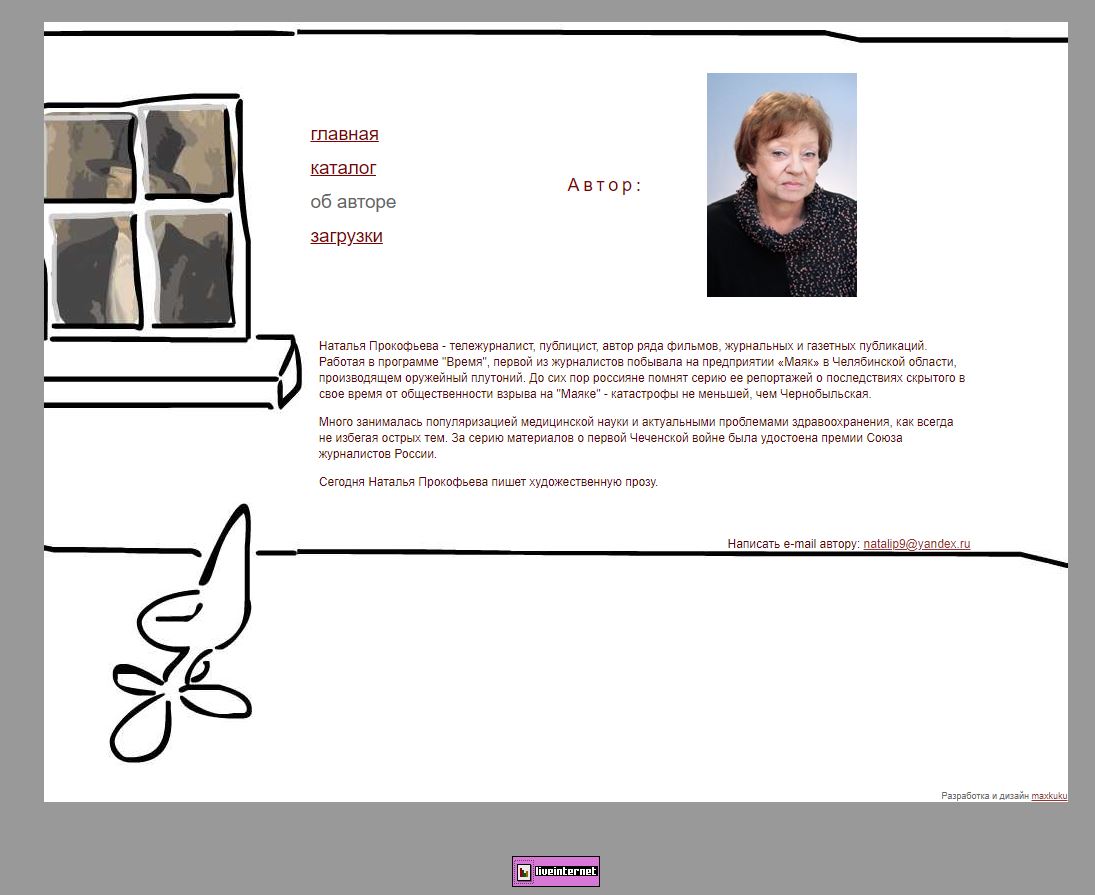 главная
каталог
об авторе
загрузки
Автор:
Наталья Прокофьева - тележурналист, публицист, автор ряда фильмов, журнальных и газетных публикаций.
Работая в программе "Время", первой из журналистов побывала на предприятии «Маяк» в Челябинской области,
производящем оружейный плутоний. До сих пор россияне помнят серию ее репортажей о последствиях скрытого в
свое время от общественности взрыва на "Маяке" - катастрофы не меньшей, чем Чернобыльская.
Много занималась популяризацией медицинской науки и актуальными проблемами здравоохранения, как всегда
не избегая острых тем. За серию материалов о первой Чеченской войне была удостоена премии Союза
журналистов России.
Сегодня Наталья Прокофьева пишет художественную прозу.
Написать e-mail автору: natalip9@yandex.ru
Разработка и дизайн maxkuku
liveinternet